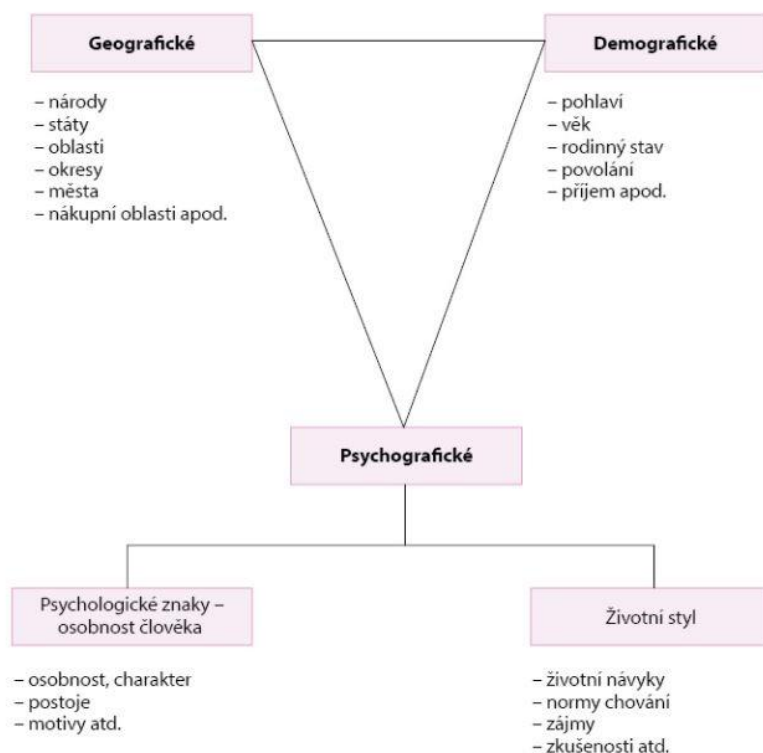 Geografické
– národy
– státy
– oblasti
– okresy
– města
– nákupní oblasti apod.
Demografické
– pohlaví
– věk
– rodinný stav
– povolání
– příjem apod.
Psychografické
Psychologické znaky –
osobnost člověka
– osobnost, charakter
– postoje
– motivy atd.
Životní styl
– životní návyky
– normy chování
– zájmy
– zkušenosti atd.